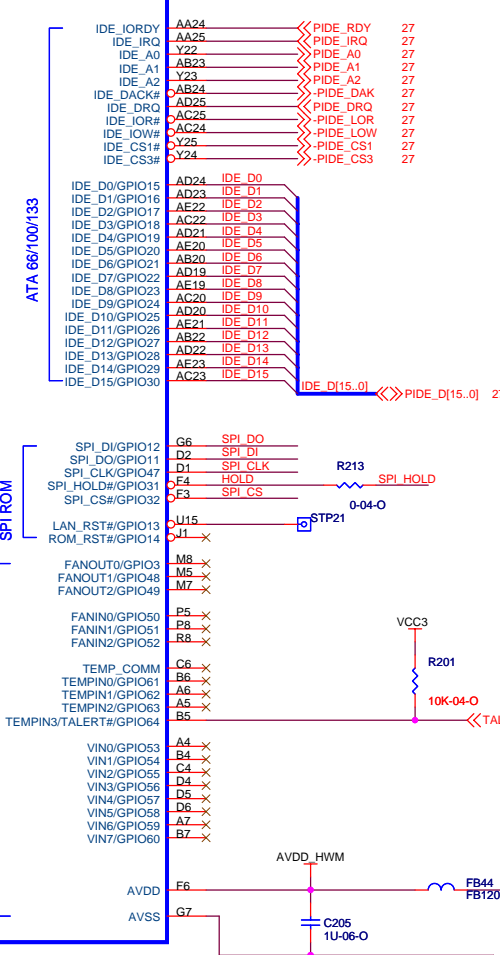 IDE_IORDY AA24 PIDE_RDY 27
IDE_IRQ AA25 PIDE_IRQ 27
IDE_A0 Y22 PIDE_A0 27
IDE_A1 AB23 PIDE_A1 27
IDE_A2 Y23 PIDE_A2 27
IDE_DACK# AB24 -PIDE_DAK 27
IDE_DRQ AD25 PIDE_DRQ 27
IDE_IOR# AC25 -PIDE_LOR 27
IDE_IOW# AC24 -PIDE_LOW 27
IDE_CS1# Y25 -PIDE_CS1 27
IDE_CS3# Y24 -PIDE_CS3 27
ATA 66/100/133
IDE_D0/GPIO15 AD24 IDE_D0
IDE_D1/GPIO16 AD23 IDE_D1
IDE_D2/GPIO17 AE22 IDE_D2
IDE_D3/GPIO18 AC22 IDE_D3
IDE_D4/GPIO19 AD21 IDE_D4
IDE_D5/GPIO20 AE20 IDE_D5
IDE_D6/GPIO21 AB20 IDE_D6
IDE_D7/GPIO22 AD19 IDE_D7
IDE_D8/GPIO23 AE19 IDE_D8
IDE_D9/GPIO24 AC20 IDE_D9
IDE_D10/GPIO25 AD20 IDE_D10
IDE_D11/GPIO26 AE21 IDE_D11
IDE_D12/GPIO27 AB22 IDE_D12
IDE_D13/GPIO28 AD22 IDE_D13
IDE_D14/GPIO29 AE23 IDE_D14
IDE_D15/GPIO30 AC23 IDE_D15
IDE_D[15..0] PIDE_D[15..0]
SPI ROM
SPI_DI/GPIO12 G6 SPI_DO
SPI_DO/GPIO11 D2 SPI_DI
SPI_CLK/GPIO47 D1 SPI_CLK
SPI_HOLD#/GPIO31 F4 HOLD R213 SPI_HOLD
SPI_CS#/GPIO32 F3 SPI_CS 0-04-O
LAN_RST#/GPIO13 U15 STP21
ROM_RST#/GPIO14 J1
FANOUT0/GPIO3 M8
FANOUT1/GPIO48 M5
FANOUT2/GPIO49 M7
FANIN0/GPIO50 P5
FANIN1/GPIO51 P8
FANIN2/GPIO52 R8
VCC3
R201
10K-04-O
TEMP_COMM C6
TEMPIN0/GPIO61 B6
TEMPIN1/GPIO62 A6
TEMPIN2/GPIO63 A5
TEMPIN3/TALERT#/GPIO64 B5
VIN0/GPIO53 A4
VIN1/GPIO54 B4
VIN2/GPIO55 C4
VIN3/GPIO56 D4
VIN4/GPIO57 D5
VIN5/GPIO58 D6
VIN6/GPIO59 A7
VIN7/GPIO60 B7
AVDD_HWM
AVDD F6 FB44
FB120
AVSS G7
C205
1U-06-O